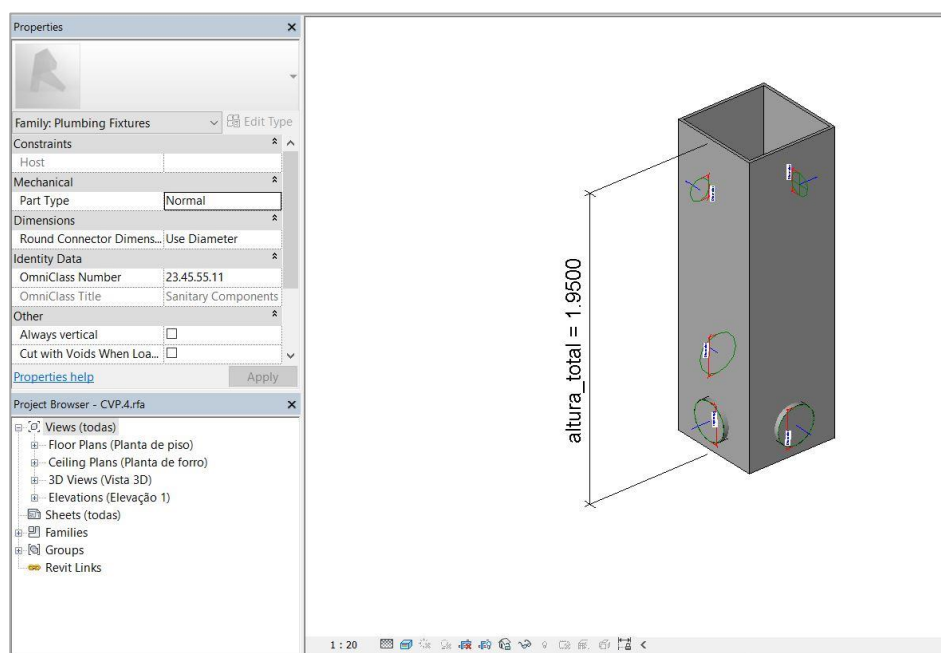 Properties
Family: Plumbing Fixtures
Edit Type
Constraints
Host
Mechanical
Part Type Normal
Dimensions
Round Connector Dimens... Use Diameter
Identity Data
OmniClass Number 23.45.55.11
OmniClass Title Sanitary Components
Other
Always vertical
Cut with Voids When Loa...
Properties help
Apply
Project Browser - CVP.4.rfa
Views (todas)
Floor Plans (Planta de piso)
Ceiling Plans (Planta de forro)
3D Views (Vista 3D)
Elevations (Elevação 1)
Sheets (todas)
Families
Groups
Revit Links
altura_total = 1.9500
1 : 20